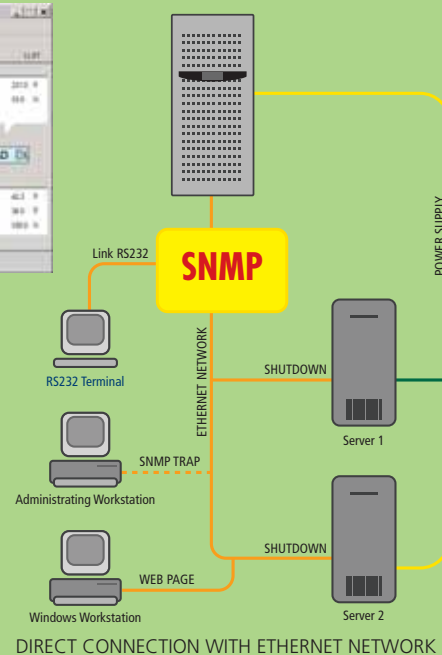 SNMP
Link RS232
RS232 Terminal
ETHERNET NETWORK
POWER SUPPLY
SHUTDOWN
Server 1
SNMP TRAP
Administrating Workstation
SHUTDOWN
WEB PAGE
Windows Workstation
Server 2
DIRECT CONNECTION WITH ETHERNET NETWORK